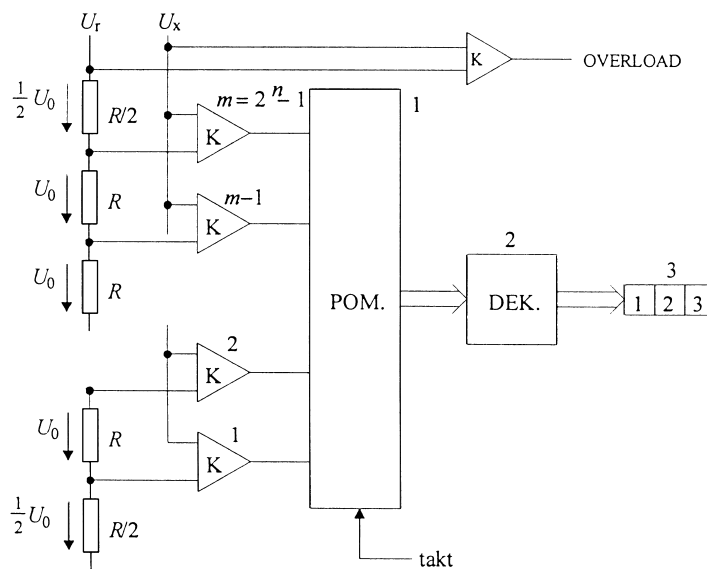 U_r U_x
K OVERLOAD
½ U_0 R/2 K m = 2^n − 1 1
U_0 R K m−1
2
3
U_0 R POM. DEK. 1 2 3
K 2
U_0 R K 1
½ U_0 R/2
takt